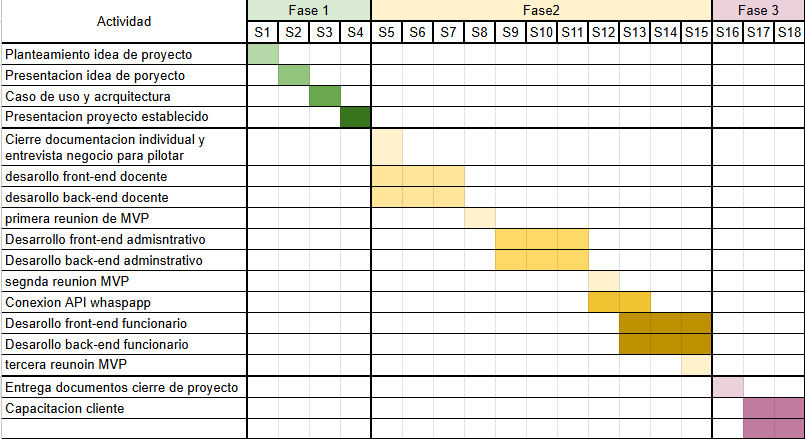 Actividad
Fase 1 Fase2 Fase 3
S1 S2 S3 S4 S5 S6 S7 S8 S9 S10 S11 S12 S13 S14 S15 S16 S17 S18
Planteamiento idea de proyecto
Presentacion idea de poryecto
Caso de uso y acrquitectura
Presentacion proyecto establecido
Cierre documentacion individual y
entrevista negocio para pilotar
desarollo front-end docente
desarollo back-end docente
primera reunion de MVP
Desarrollo front-end admisntrativo
Desarollo back-end adminstrativo
segnda reunion MVP
Conexion API whaspapp
Desarollo front-end funcionario
Desarollo back-end funcionario
tercera reunoin MVP
Entrega documentos cierre de proyecto
Capacitacion cliente